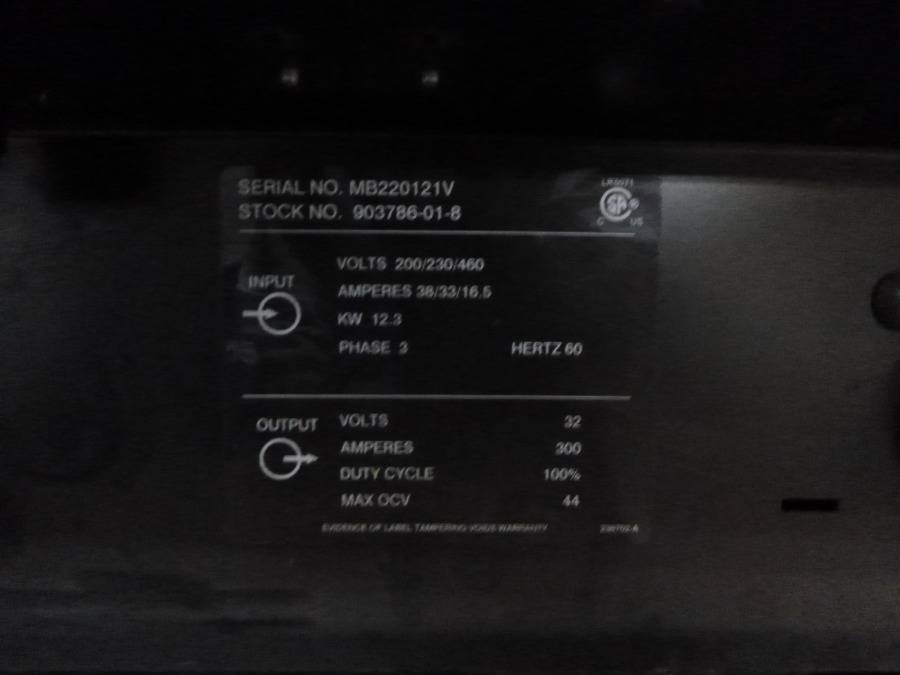 SERIAL NO. MB220121V
STOCK NO. 903786-01-8
SA
C US
INPUT
VOLTS 200/230/460
AMPERES 38/33/16.5
KW 12.3
PHASE 3 HERTZ 60
OUTPUT
VOLTS 32
AMPERES 300
DUTY CYCLE 100%
MAX OCV 44
EVIDENCE OF LABEL TAMPERING VOIDS WARRANTY